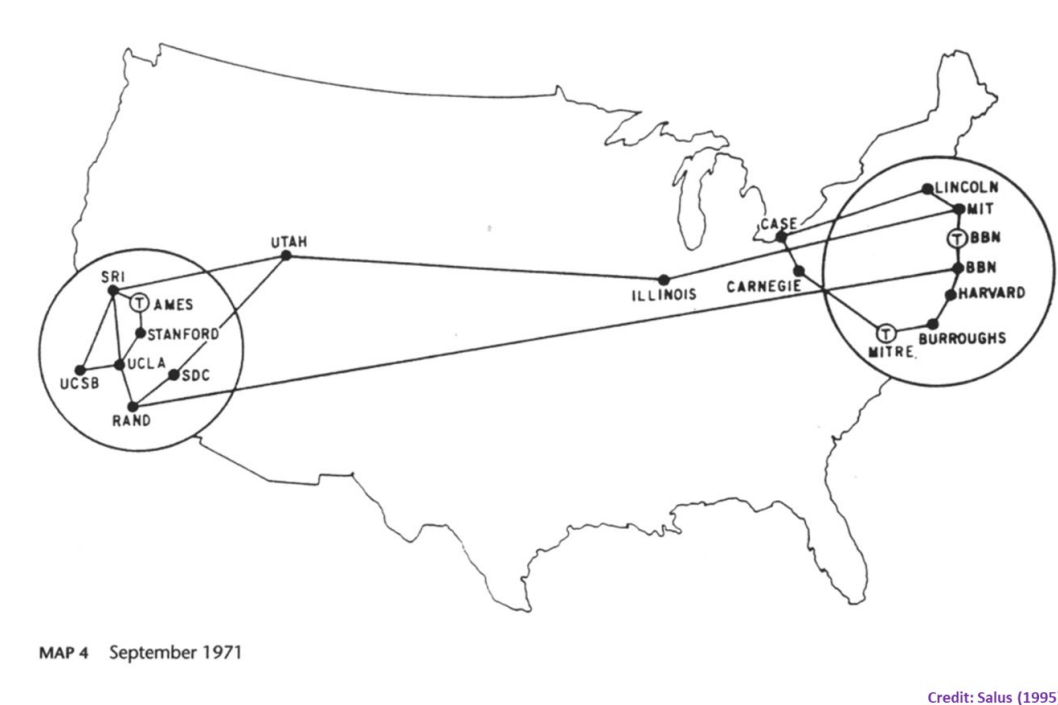 LINCOLN
MIT
T BBN
BBN
HARVARD
BURROUGHS
T
MITRE
CASE
CARNEGIE
ILLINOIS
UTAH
SRI
T AMES
STANFORD
UCLA
SDC
UCSB
RAND
MAP 4 September 1971
Credit: Salus (1995)